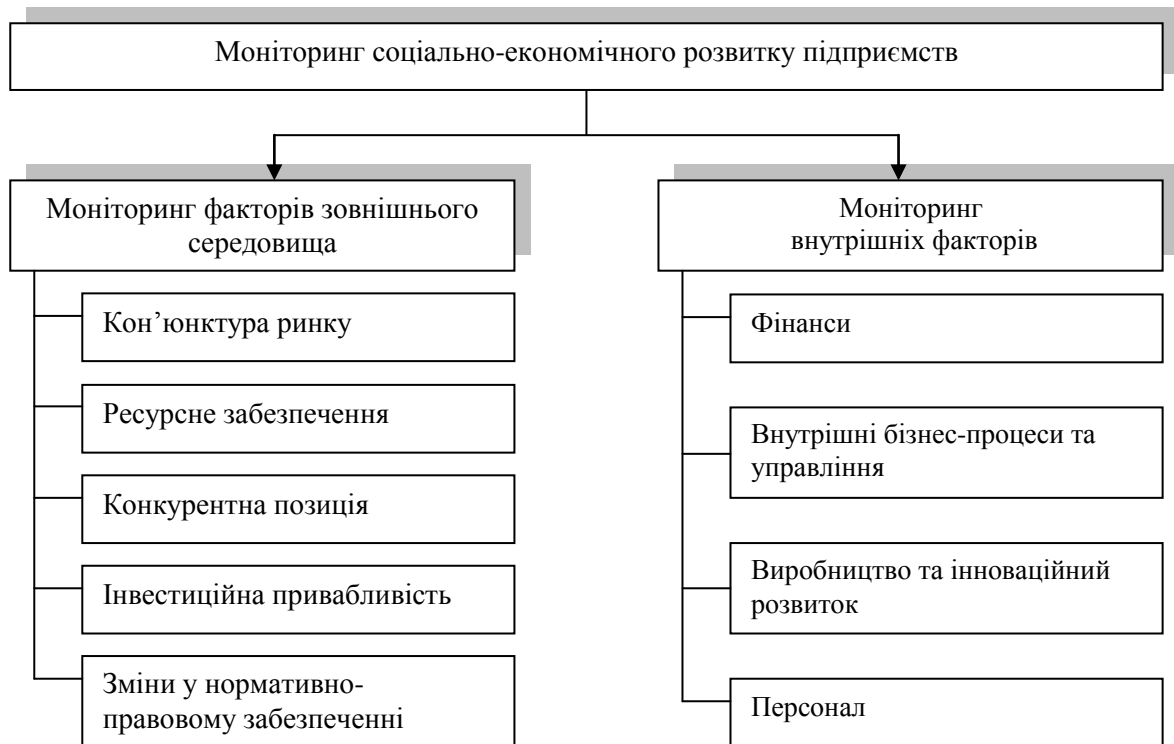 Моніторинг соціально-економічного розвитку підприємств
Моніторинг факторів зовнішнього
середовища
Кон’юнктура ринку
Ресурсне забезпечення
Конкурентна позиція
Інвестиційна привабливість
Зміни у нормативно-
правовому забезпеченні
Моніторинг
внутрішніх факторів
Фінанси
Внутрішні бізнес-процеси та
управління
Виробництво та інноваційний
розвиток
Персонал